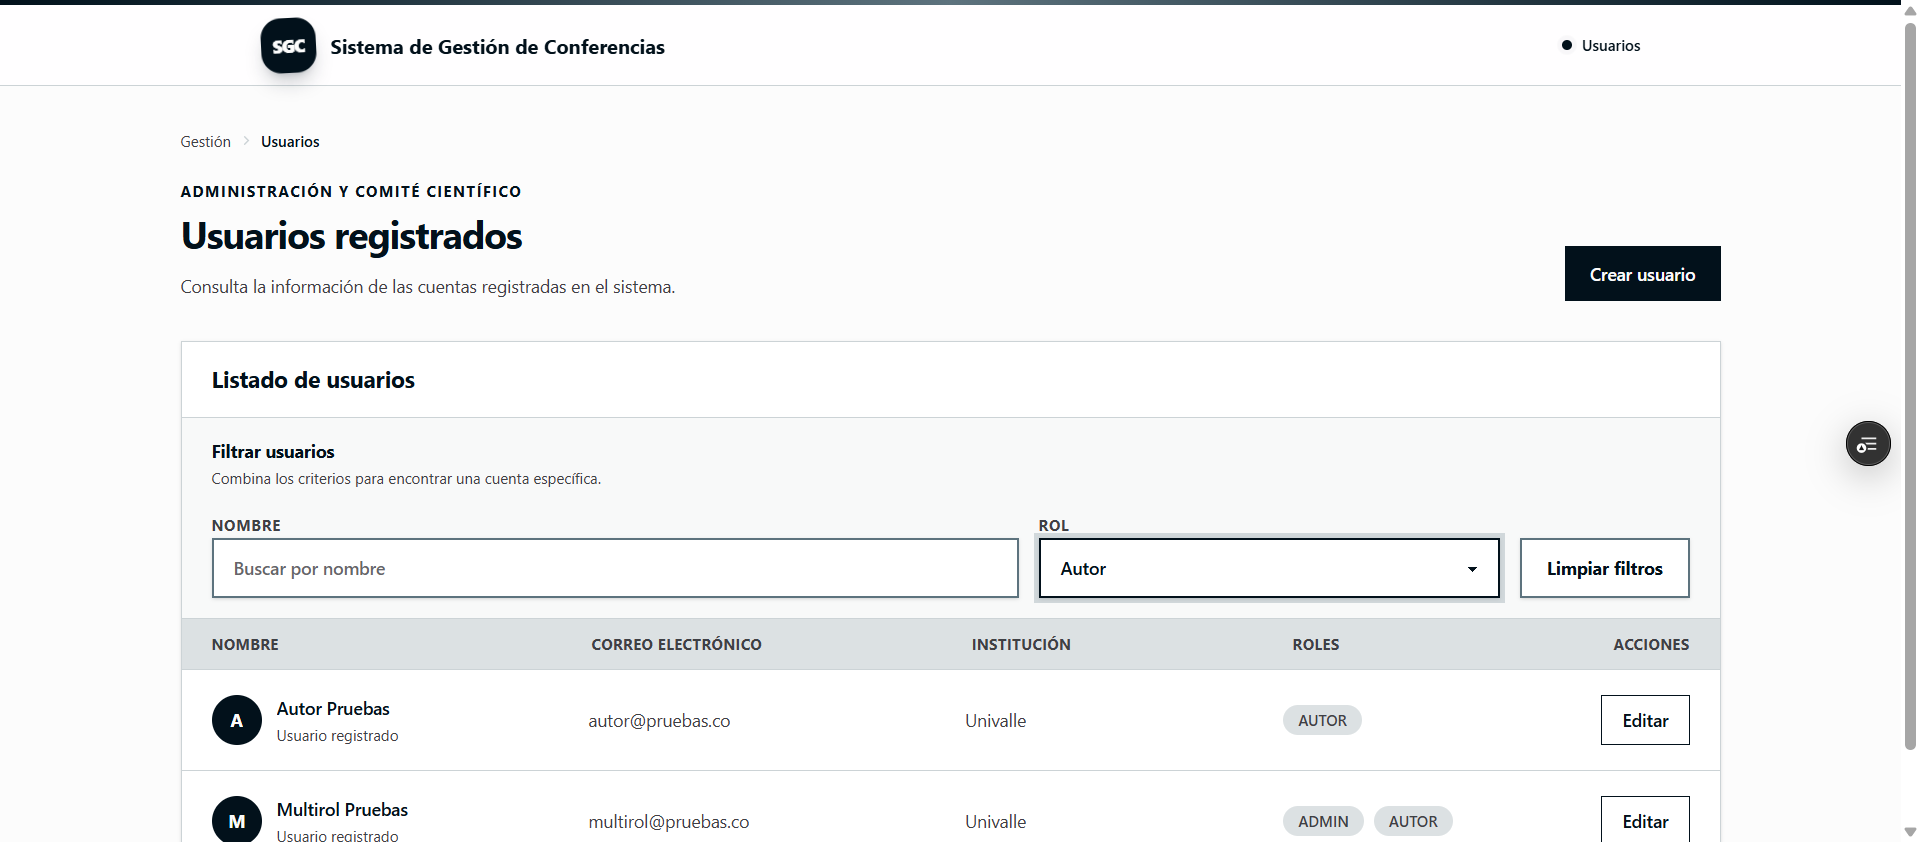 SGC Sistema de Gestión de Conferencias
Usuarios
Gestión > Usuarios
ADMINISTRACIÓN Y COMITÉ CIENTÍFICO
Usuarios registrados
Consulta la información de las cuentas registradas en el sistema.
Crear usuario
Listado de usuarios
Filtrar usuarios
Combina los criterios para encontrar una cuenta específica.
NOMBRE ROL
Buscar por nombre Autor Limpiar filtros
NOMBRE CORREO ELECTRÓNICO INSTITUCIÓN ROLES ACCIONES
A Autor Pruebas
Usuario registrado
autor@pruebas.co Univalle AUTOR Editar
M Multirol Pruebas
Usuario registrado
multirol@pruebas.co Univalle ADMIN AUTOR Editar